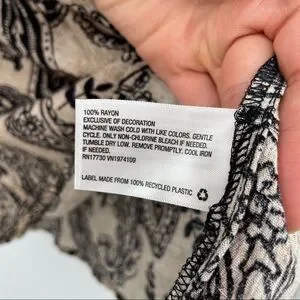 100% RAYON
EXCLUSIVE OF DECORATION
MACHINE WASH COLD WITH LIKE COLORS. GENTLE
CYCLE. ONLY NON-CHLORINE BLEACH IF NEEDED.
TUMBLE DRY LOW. REMOVE PROMPTLY. COOL IRON
IF NEEDED.
RN17730 VN1974109
LABEL MADE FROM 100% RECYCLED PLASTIC